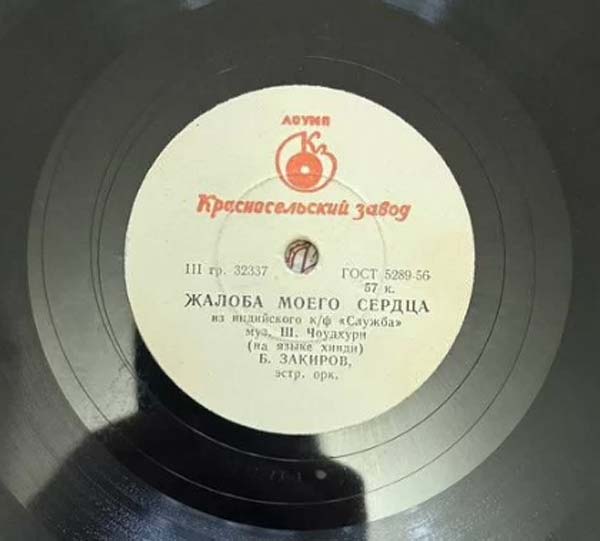 ЛОУМП
Кз
Красносельский завод
III гр. 32337 ГОСТ 5289-56
57 к.
ЖАЛОБА МОЕГО СЕРДЦА
из индийского к/ф «Служба»
муз. Ш. Чоудхури
(на языке хинди)
Б. ЗАКИРОВ,
эстр. орк.